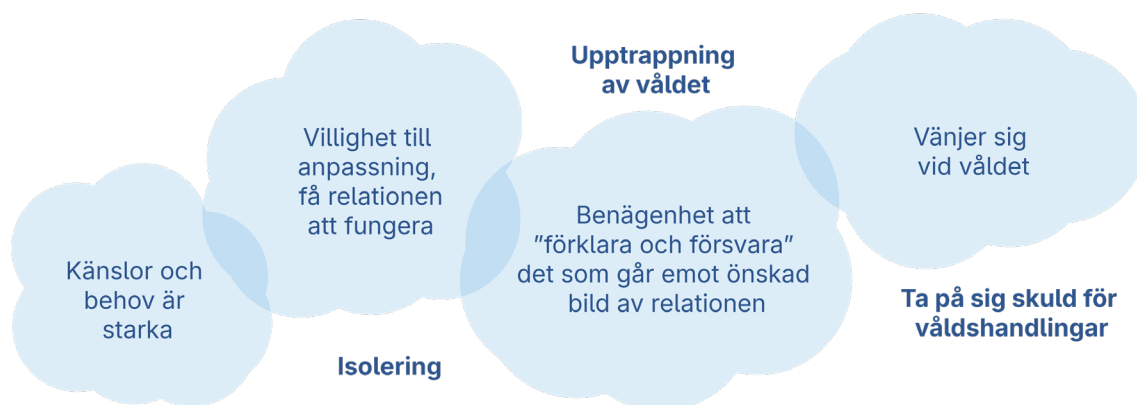 Känslor och
behov är
starka
Villighet till
anpassning,
få relationen
att fungera
Isolering
Upptrappning
av våldet
Benägenhet att
”förklara och försvara”
det som går emot önskad
bild av relationen
Vänjer sig
vid våldet
Ta på sig skuld för
våldshandlingar